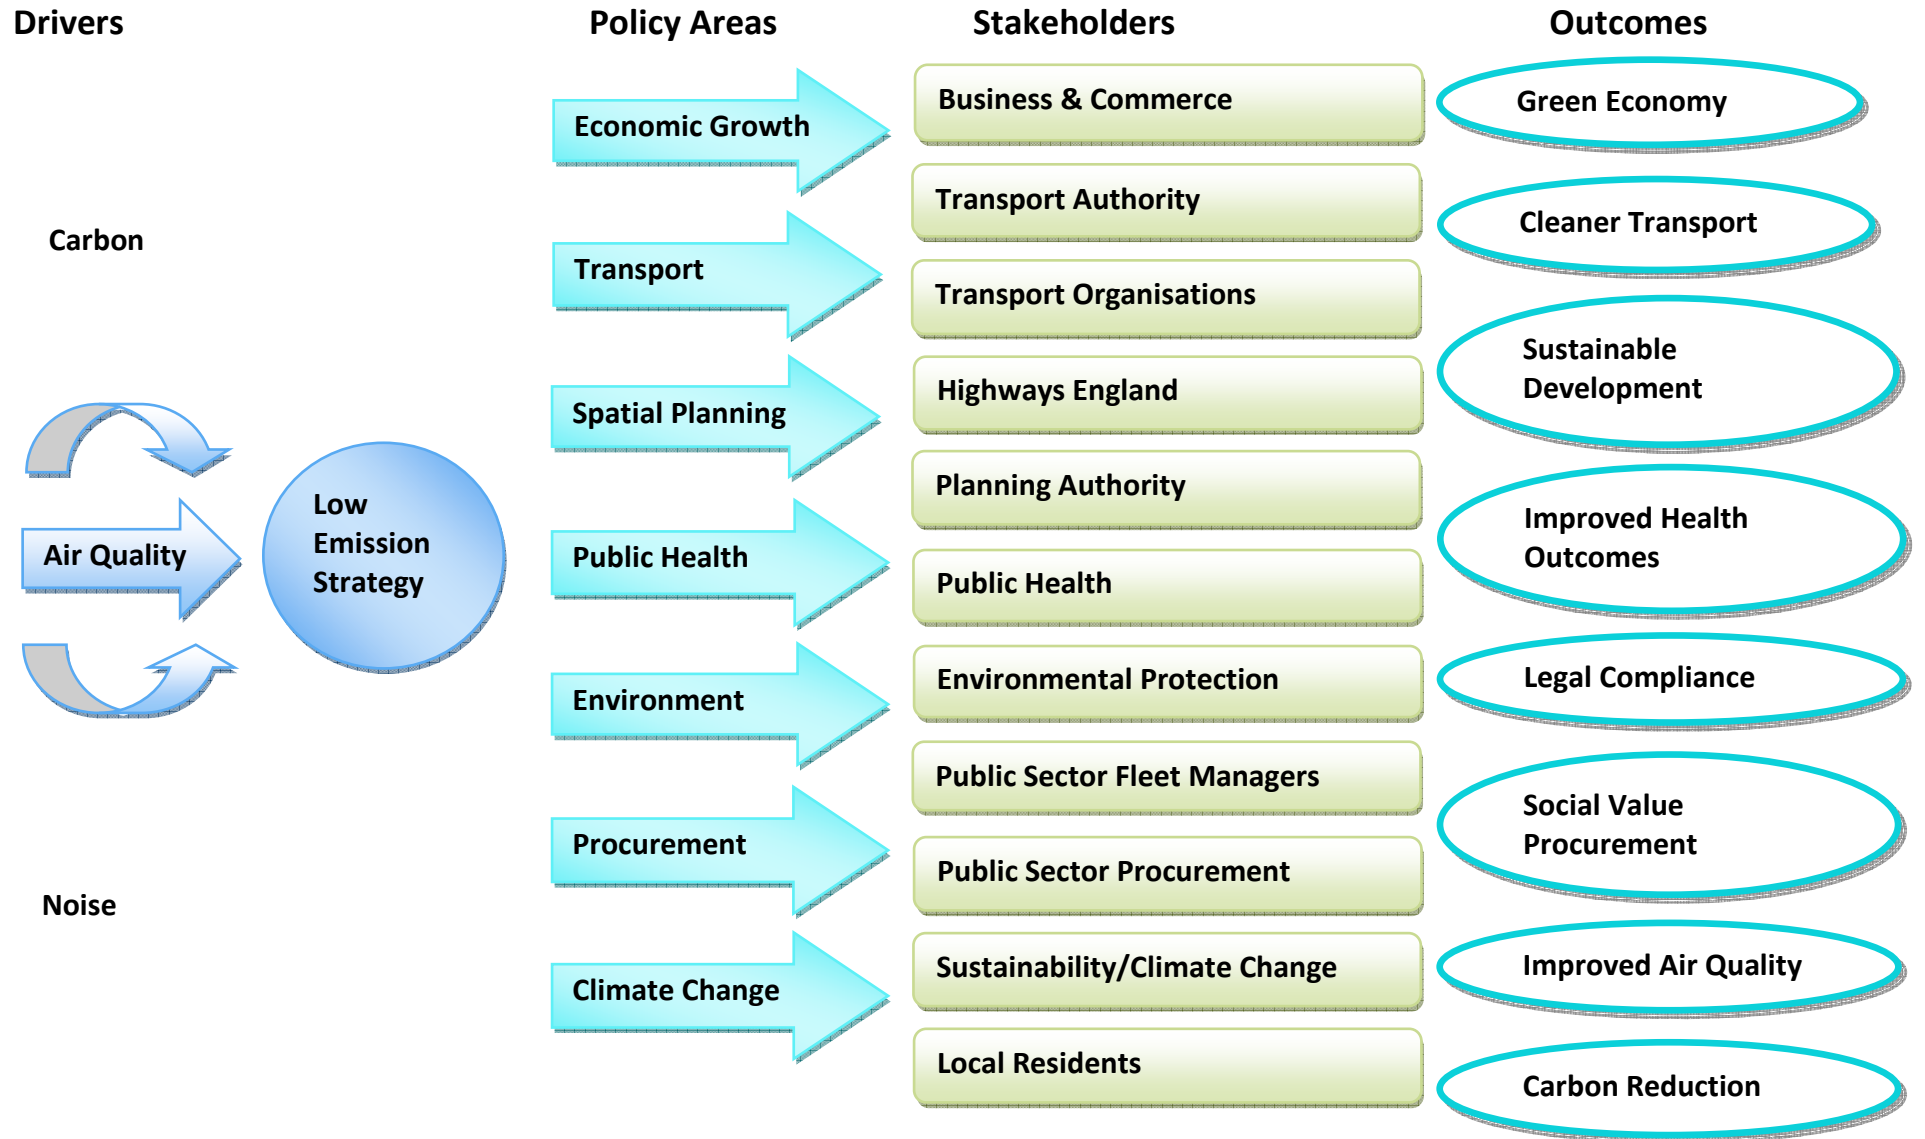 Drivers
Policy Areas
Stakeholders
Outcomes
Carbon
Air Quality
Noise
Low
Emission
Strategy
Economic Growth
Transport
Spatial Planning
Public Health
Environment
Procurement
Climate Change
Business & Commerce
Transport Authority
Transport Organisations
Highways England
Planning Authority
Public Health
Environmental Protection
Public Sector Fleet Managers
Public Sector Procurement
Sustainability/Climate Change
Local Residents
Green Economy
Cleaner Transport
Sustainable
Development
Improved Health
Outcomes
Legal Compliance
Social Value
Procurement
Improved Air Quality
Carbon Reduction